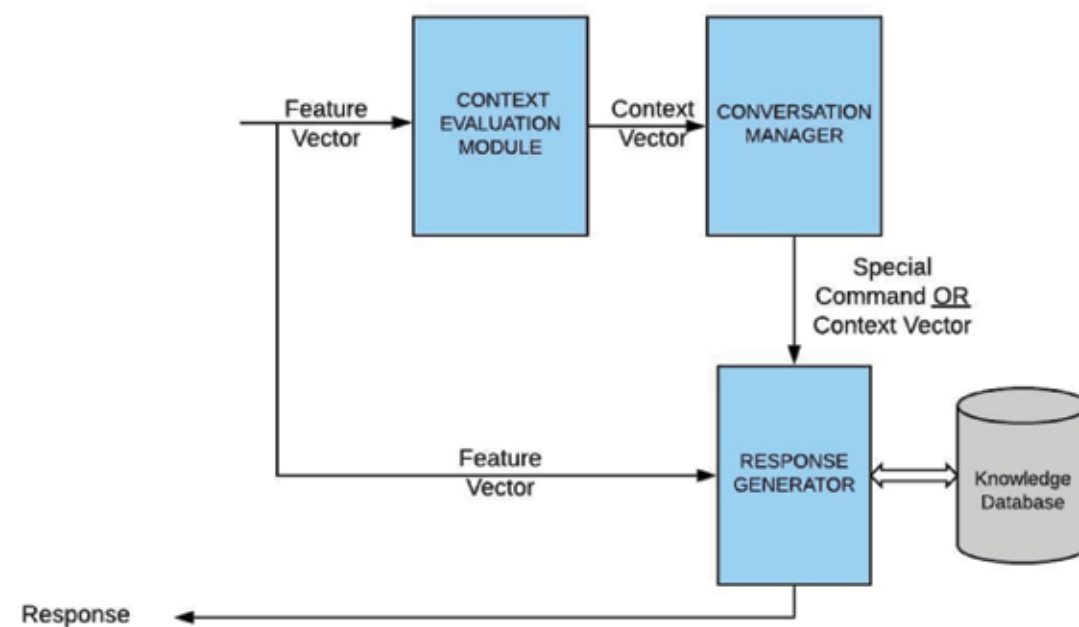 Feature
Vector
CONTEXT
EVALUATION
MODULE
Context
Vector
CONVERSATION
MANAGER
Special
Command OR
Context Vector
Feature
Vector
RESPONSE
GENERATOR
Knowledge
Database
Response